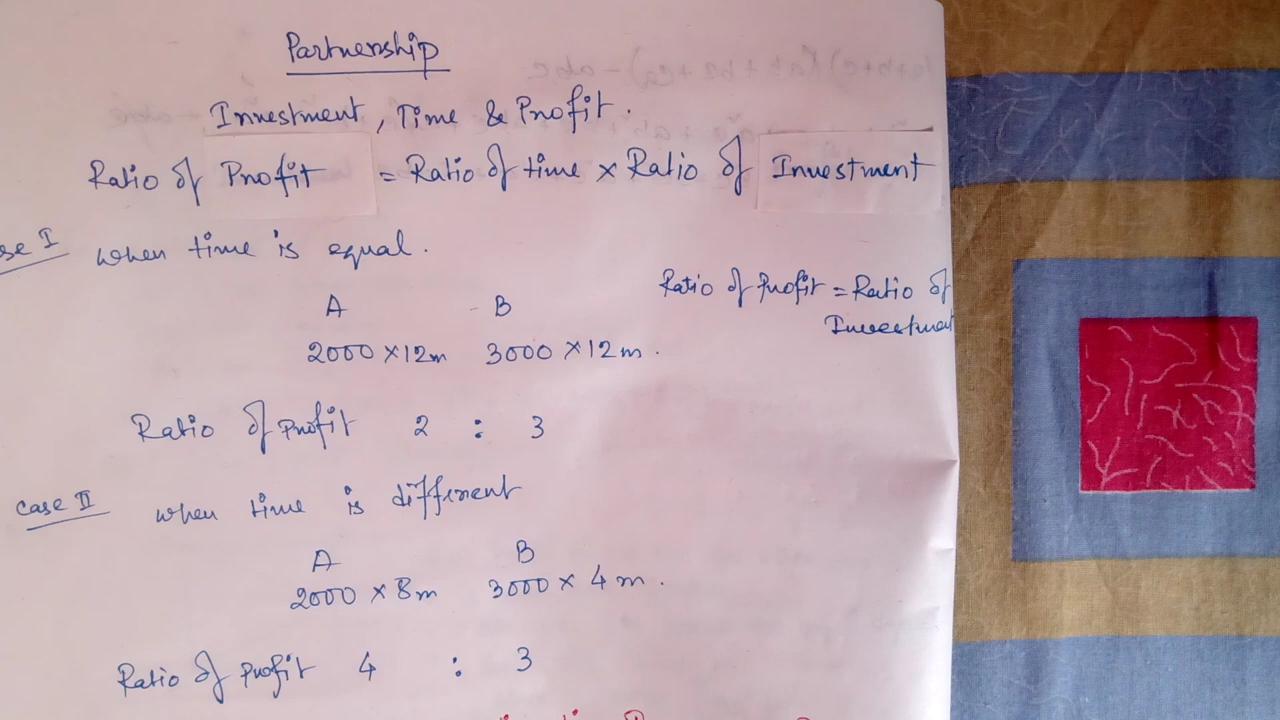 Partnership
Investment, Time & Profit.
Ratio of Profit = Ratio of time × Ratio of Investment
se I when time is equal.
A B
2000 × 12m 3000 × 12m.
Ratio of Profit = Ratio of
Investment
Ratio of Profit 2 : 3
Case II when time is different
A B
2000 × 8m 3000 × 4m.
Ratio of Profit 4 : 3